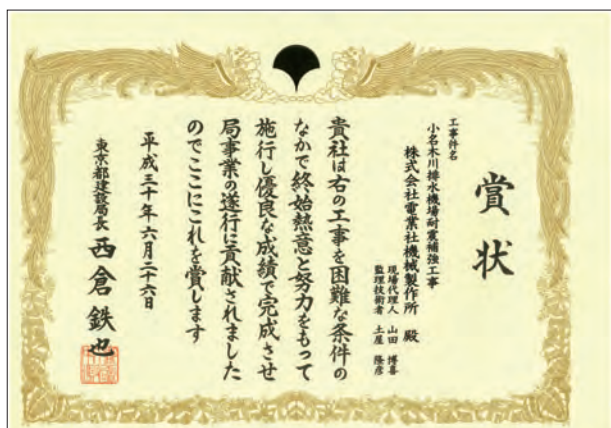 賞状
工事件名
小名木川排水機場耐震補強工事
株式会社電業社機械製作所 殿
現場代理人 山田 博喜
監理技術者 土屋 隆彦
貴社は右の工事を困難な条件の
なかで終始熱意と努力をもって
施行し優良な成績で完成させ
局事業の遂行に貢献されました
のでここにこれを賞します
平成三十年六月二十六日
東京都建設局長 西倉 鉄也